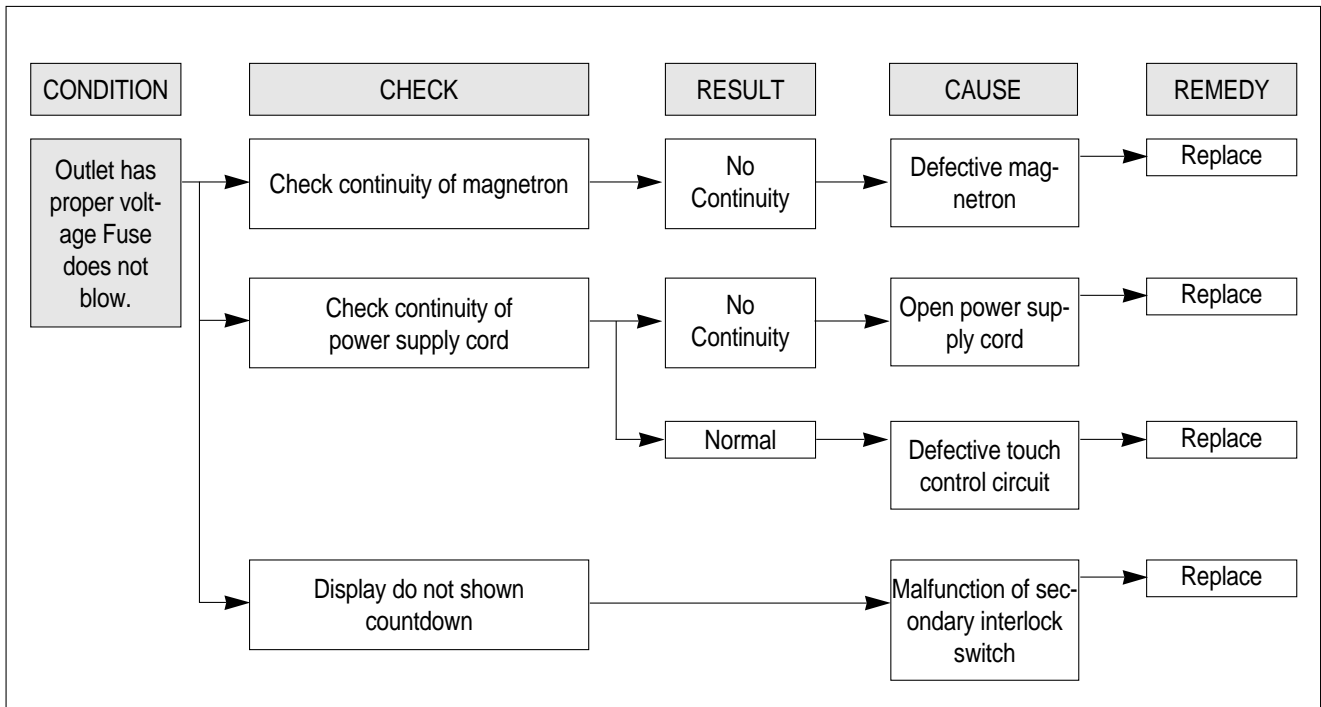 CONDITION
CHECK
RESULT
CAUSE
REMEDY
Outlet has
proper volt-
age Fuse
does not
blow.
Check continuity of magnetron
No
Continuity
Defective mag-
netron
Replace
Check continuity of
power supply cord
No
Continuity
Open power sup-
ply cord
Replace
Normal
Defective touch
control circuit
Replace
Display do not shown
countdown
Malfunction of sec-
ondary interlock
switch
Replace